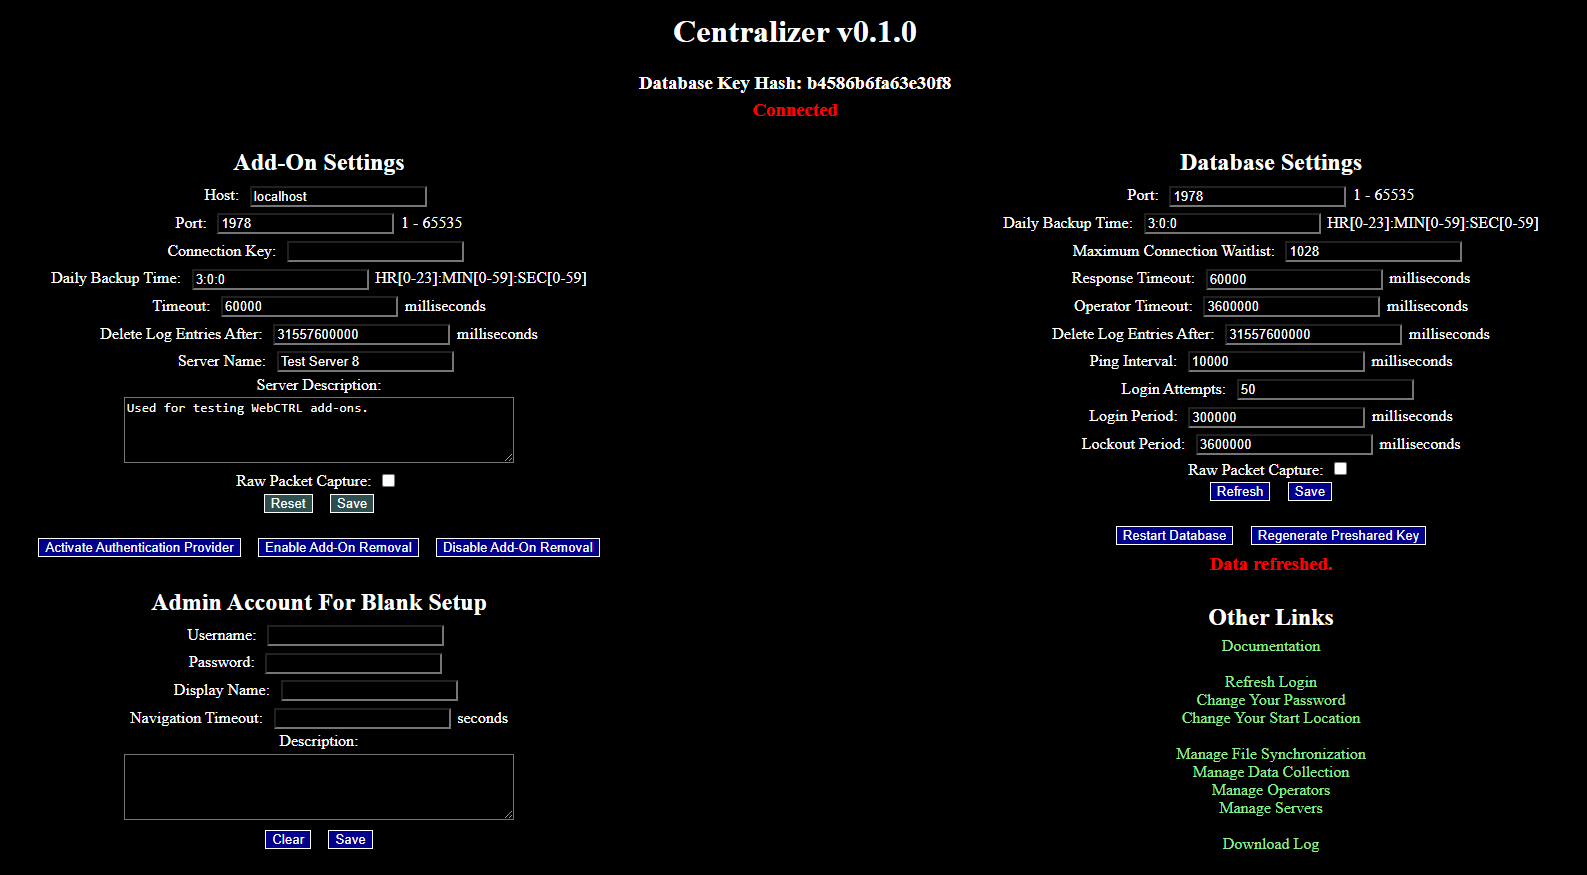 Centralizer v0.1.0
Database Key Hash: b4586b6fa63e30f8
Connected
Add-On Settings
Host: localhost
Port: 1978 1 - 65535
Connection Key:
Daily Backup Time: 3:0:0 HR[0-23]:MIN[0-59]:SEC[0-59]
Timeout: 60000 milliseconds
Delete Log Entries After: 31557600000 milliseconds
Server Name: Test Server 8
Server Description:
Used for testing WebCTRL add-ons.
Raw Packet Capture:
Reset Save
Activate Authentication Provider Enable Add-On Removal Disable Add-On Removal
Admin Account For Blank Setup
Username:
Password:
Display Name:
Navigation Timeout: seconds
Description:
Clear Save
Database Settings
Port: 1978 1 - 65535
Daily Backup Time: 3:0:0 HR[0-23]:MIN[0-59]:SEC[0-59]
Maximum Connection Waitlist: 1028
Response Timeout: 60000 milliseconds
Operator Timeout: 3600000 milliseconds
Delete Log Entries After: 31557600000 milliseconds
Ping Interval: 10000 milliseconds
Login Attempts: 50
Login Period: 300000 milliseconds
Lockout Period: 3600000 milliseconds
Raw Packet Capture:
Refresh Save
Restart Database Regenerate Preshared Key
Data refreshed.
Other Links
Documentation
Refresh Login
Change Your Password
Change Your Start Location
Manage File Synchronization
Manage Data Collection
Manage Operators
Manage Servers
Download Log